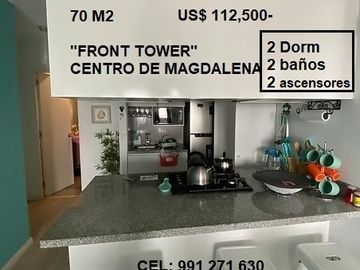 70 M2 US$ 112,500-
"FRONT TOWER"
CENTRO DE MAGDALENA
2 Dorm
2 baños
2 ascensores
CEL: 991 271 630